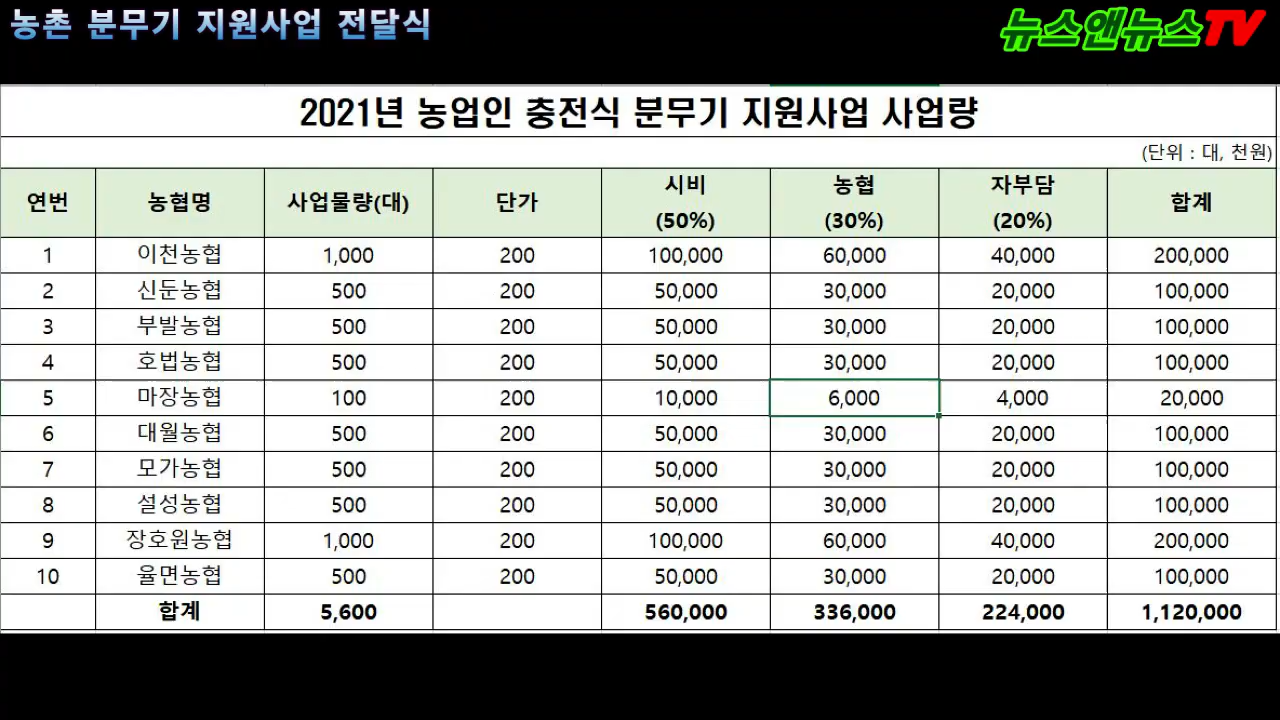 농촌 분무기 지원사업 전달식
뉴스앤뉴스TV
2021년 농업인 충전식 분무기 지원사업 사업량
(단위 : 대, 천원)
연번 농협명 사업물량(대) 단가 시비 (50%) 농협 (30%) 자부담 (20%) 합계
1 이천농협 1,000 200 100,000 60,000 40,000 200,000
2 신둔농협 500 200 50,000 30,000 20,000 100,000
3 부발농협 500 200 50,000 30,000 20,000 100,000
4 호법농협 500 200 50,000 30,000 20,000 100,000
5 마장농협 100 200 10,000 6,000 4,000 20,000
6 대월농협 500 200 50,000 30,000 20,000 100,000
7 모가농협 500 200 50,000 30,000 20,000 100,000
8 설성농협 500 200 50,000 30,000 20,000 100,000
9 장호원농협 1,000 200 100,000 60,000 40,000 200,000
10 율면농협 500 200 50,000 30,000 20,000 100,000
합계 5,600 560,000 336,000 224,000 1,120,000